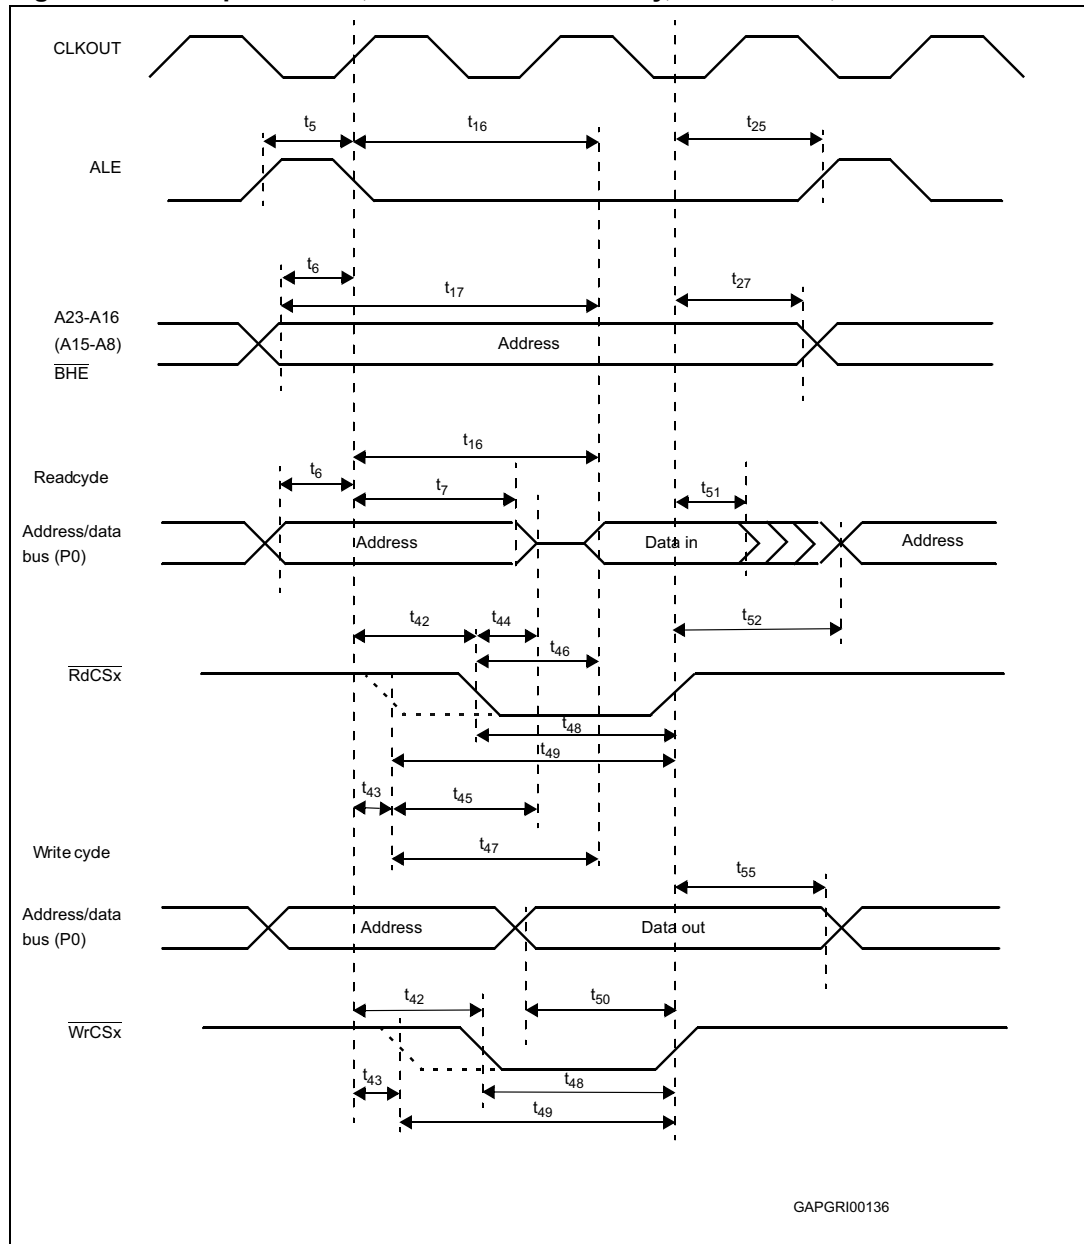 CLKOUT
t5 t16 t25
ALE
t6 t17 t27
A23-A16
(A15-A8) Address
BHE
t16
Readcyde t6 t7 t51
Address/data
bus (P0) Address Data in Address
t42 t44 t52
t46
RdCSx
t48
t49
t43 t45
t47
Write cyde
t55
Address/data
bus (P0) Address Data out
t42 t50
WrCSx
t43 t48
t49
GAPGRI00136